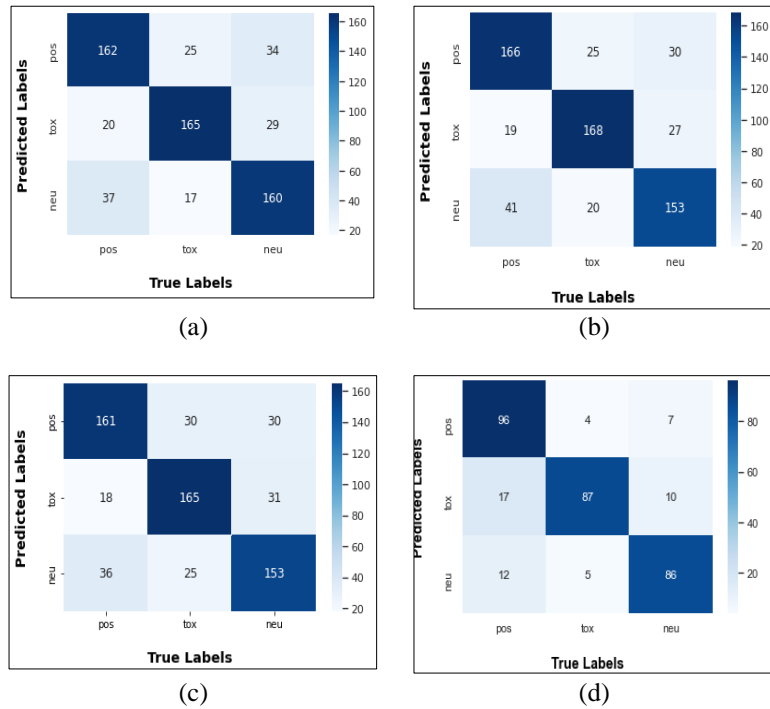 pos 162 25 34
tox 20 165 29
neu 37 17 160
pos tox neu
Predicted Labels
True Labels
160
140
120
100
80
60
40
20
(a)
pos 166 25 30
tox 19 168 27
neu 41 20 153
pos tox neu
Predicted Labels
True Labels
160
140
120
100
80
60
40
20
(b)
pos 161 30 30
tox 18 165 31
neu 36 25 153
pos tox neu
Predicted Labels
True Labels
160
140
120
100
80
60
40
20
(c)
pos 96 4 7
tox 17 87 10
neu 12 5 86
pos tox neu
Predicted Labels
True Labels
80
60
40
20
(d)